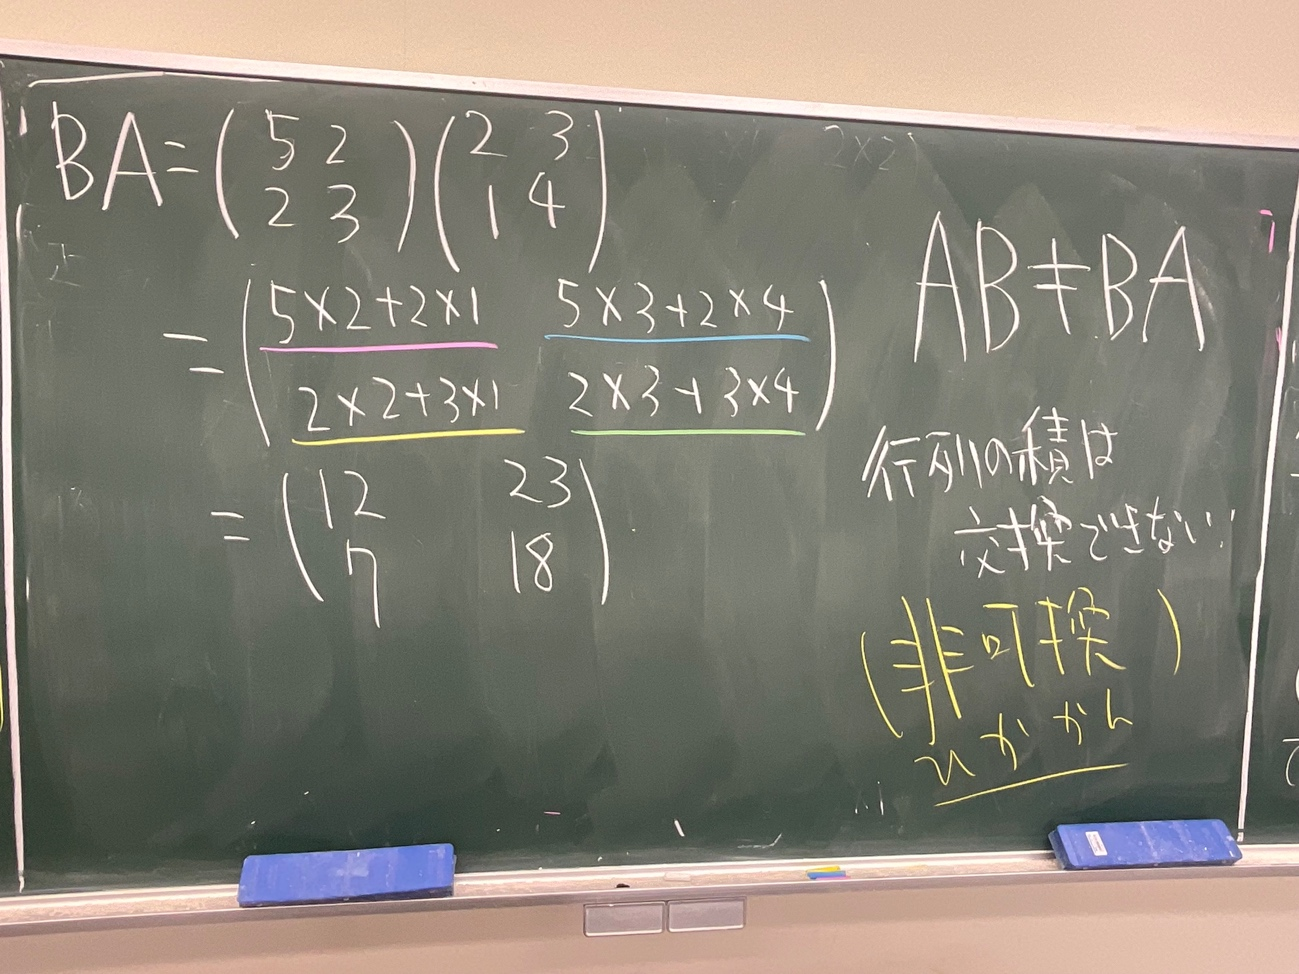 BA=(5 2)(2 3)
2 3 1 4
=(5×2+2×1 5×3+2×4)
2×2+3×1 2×3+3×4
=(12 23)
7 18
2×2
AB≠BA
行列の積は
交換できない!
(非可換)
ひかかん